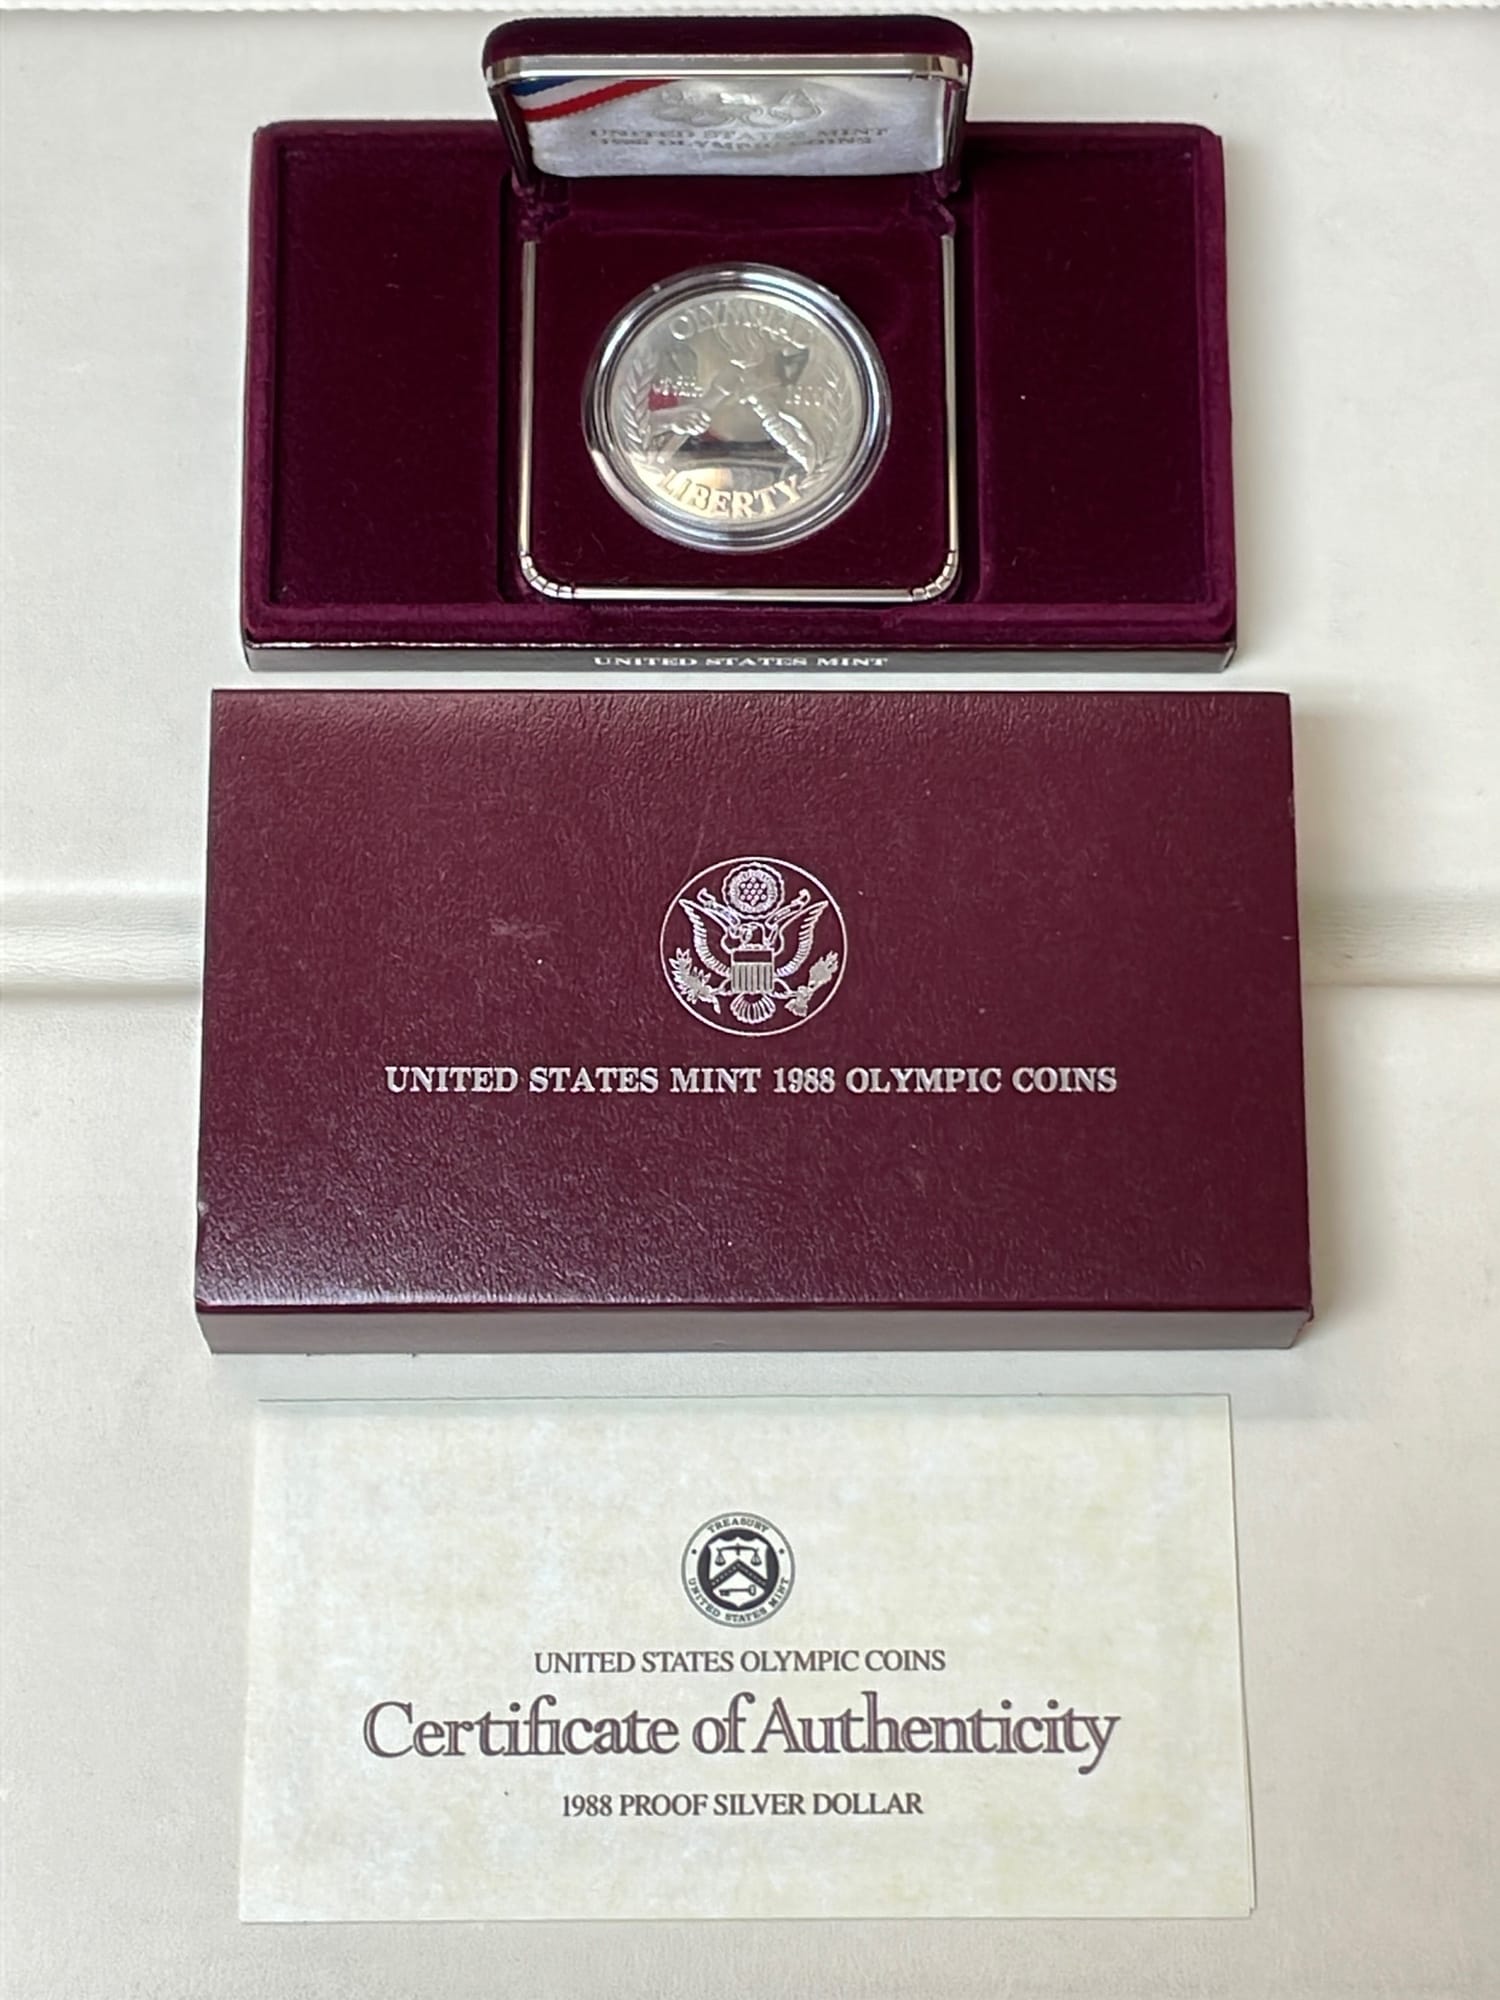 UNITED STATES MINT
1988 OLYMPIC COINS
OLYMPIAD
LIBERTY
UNITED STATES MINT
UNITED STATES MINT 1988 OLYMPIC COINS
TREASURY
UNITED STATES MINT
UNITED STATES OLYMPIC COINS
Certificate of Authenticity
1988 PROOF SILVER DOLLAR